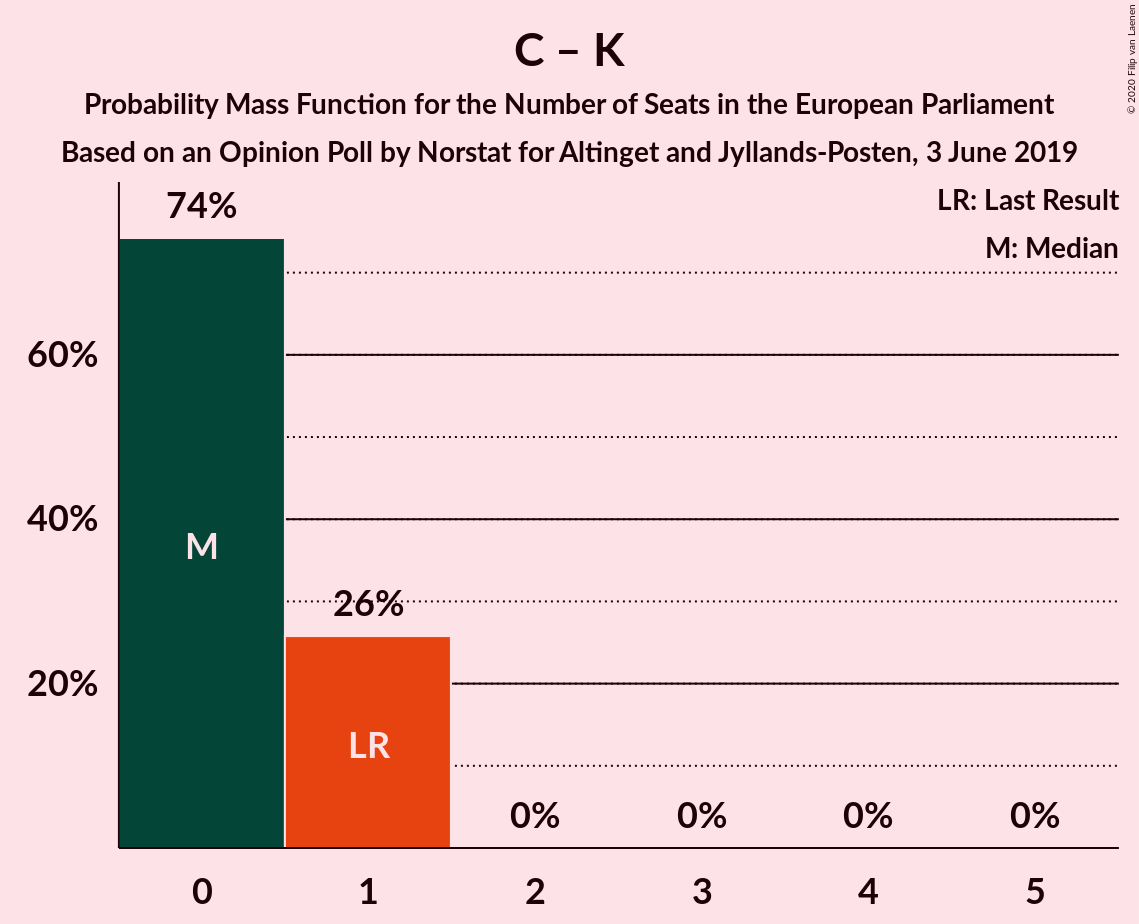 C – K
Probability Mass Function for the Number of Seats in the European Parliament
Based on an Opinion Poll by Norstat for Altinget and Jyllands-Posten, 3 June 2019
© 2020 Filip van Laenen
LR: Last Result
M: Median
74%
60%
40%
20%
M
26%
LR
0% 0% 0% 0%
0 1 2 3 4 5